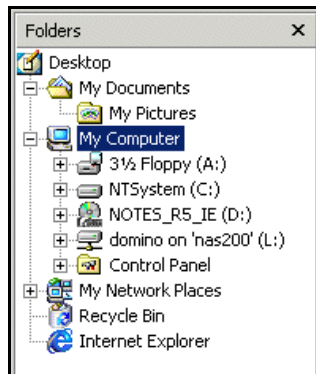 Folders
Desktop
My Documents
My Pictures
My Computer
3½ Floppy (A:)
NTSystem (C:)
NOTES_R5_IE (D:)
domino on 'nas200' (L:)
Control Panel
My Network Places
Recycle Bin
Internet Explorer